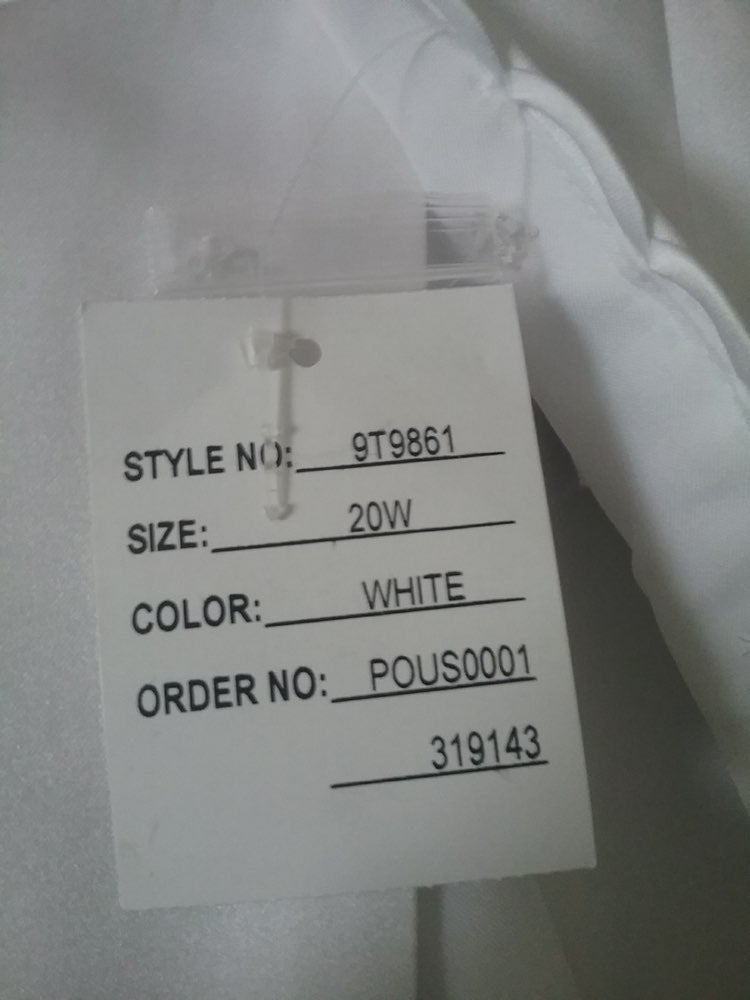 STYLE NO: 9T9861
SIZE: 20W
COLOR: WHITE
ORDER NO: POUS0001
319143